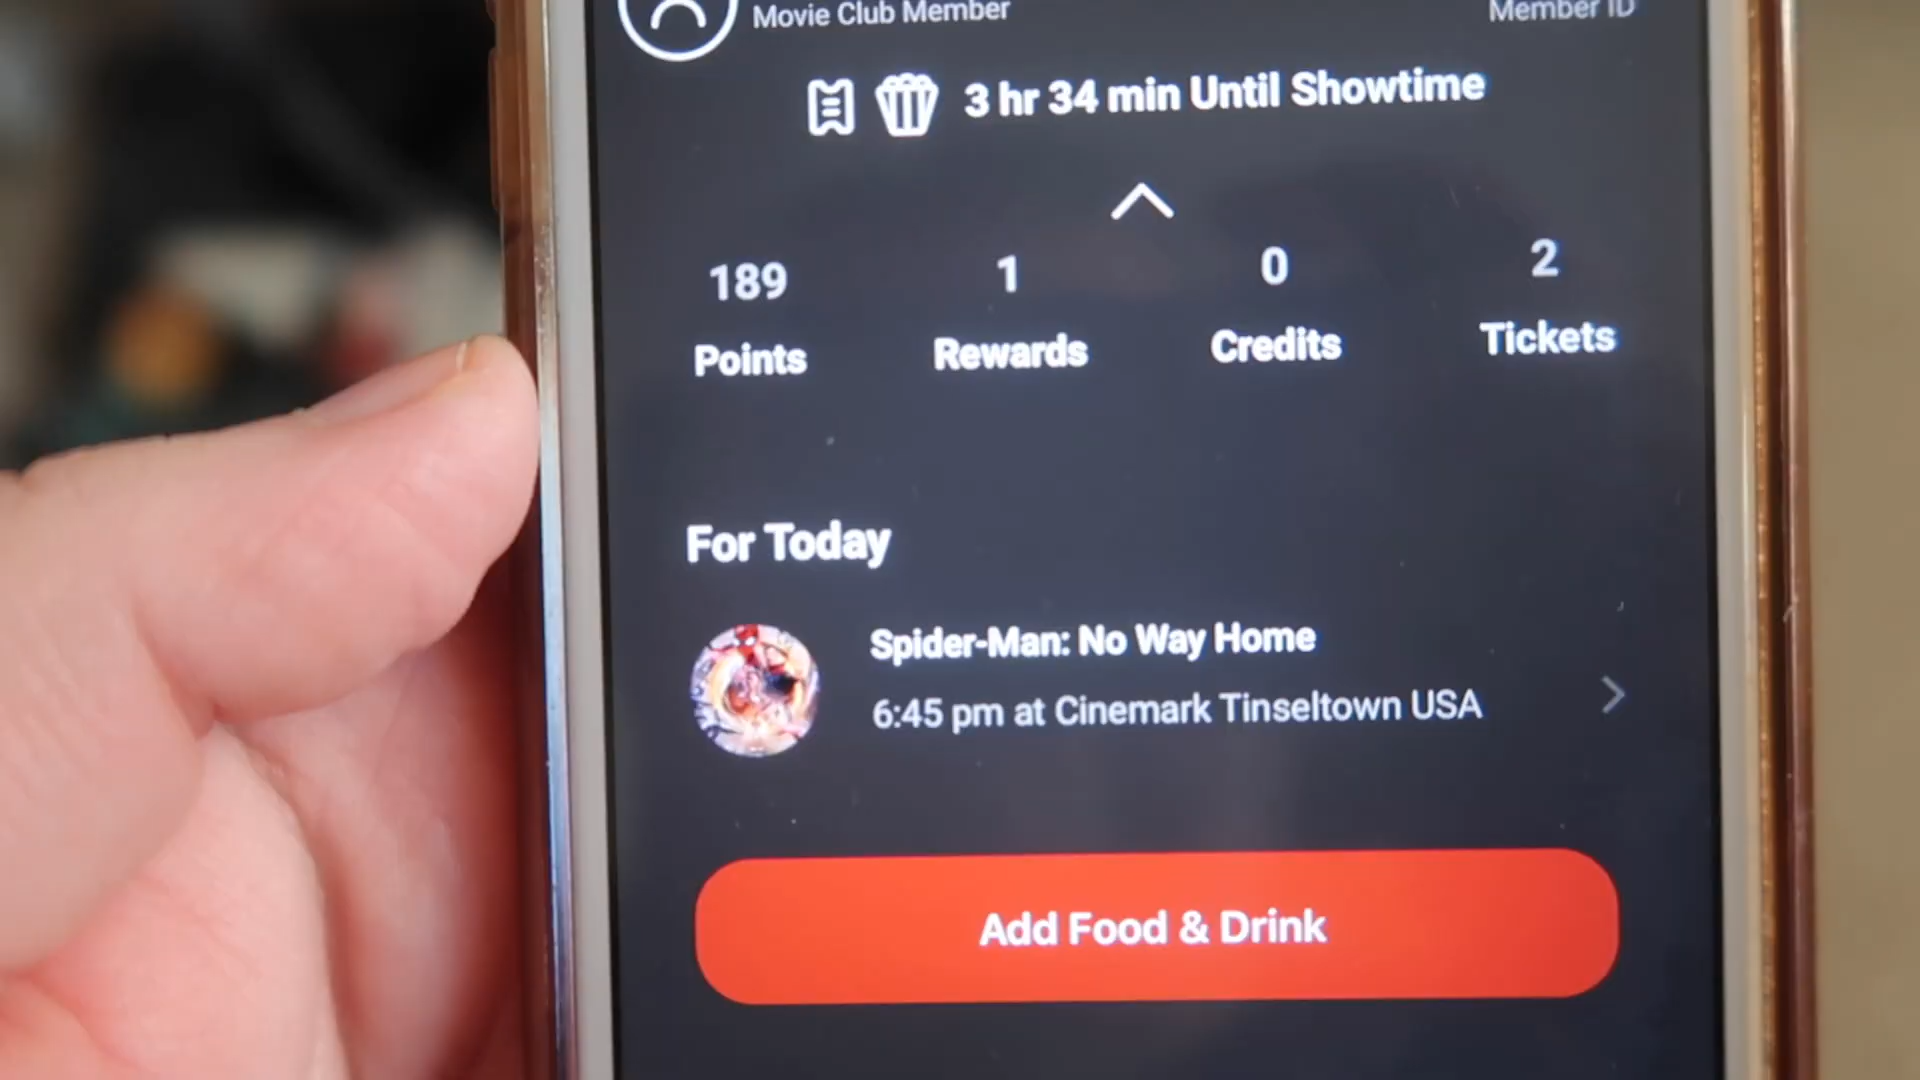 Movie Club Member
Member ID
3 hr 34 min Until Showtime
189
Points
1
Rewards
0
Credits
2
Tickets
For Today
Spider-Man: No Way Home
6:45 pm at Cinemark Tinseltown USA
Add Food & Drink